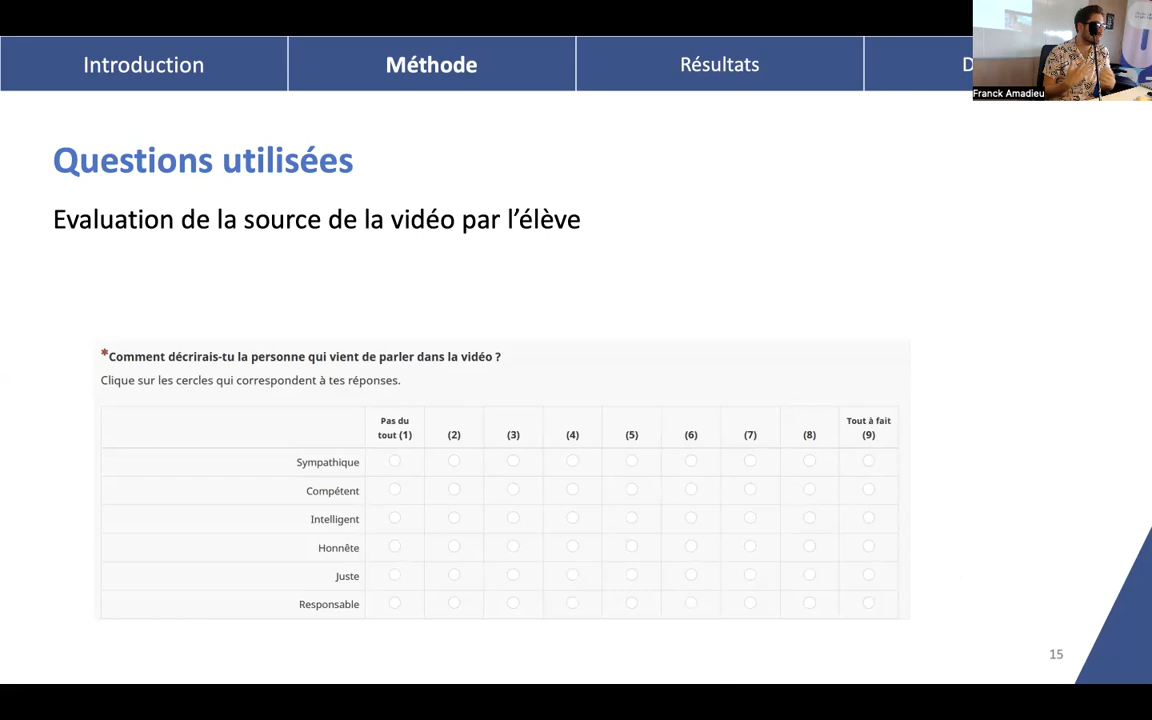 Introduction
Méthode
Résultats
D
Franck Amadieu
Questions utilisées
Evaluation de la source de la vidéo par l’élève
*Comment décrirais-tu la personne qui vient de parler dans la vidéo ?
Clique sur les cercles qui correspondent à tes réponses.
Pas du tout (1)
(2)
(3)
(4)
(5)
(6)
(7)
(8)
Tout à fait (9)
Sympathique
Compétent
Intelligent
Honnête
Juste
Responsable
15